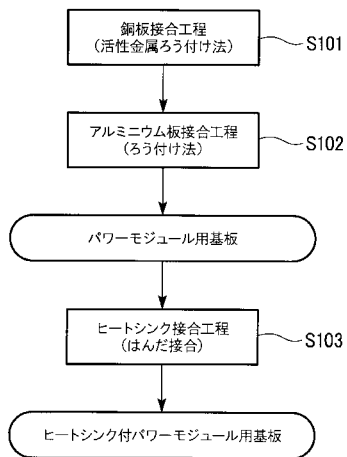 銅板接合工程
(活性金属ろう付け法)
S101
アルミニウム板接合工程
(ろう付け法)
S102
パワーモジュール用基板
ヒートシンク接合工程
(はんだ接合)
S103
ヒートシンク付パワーモジュール用基板